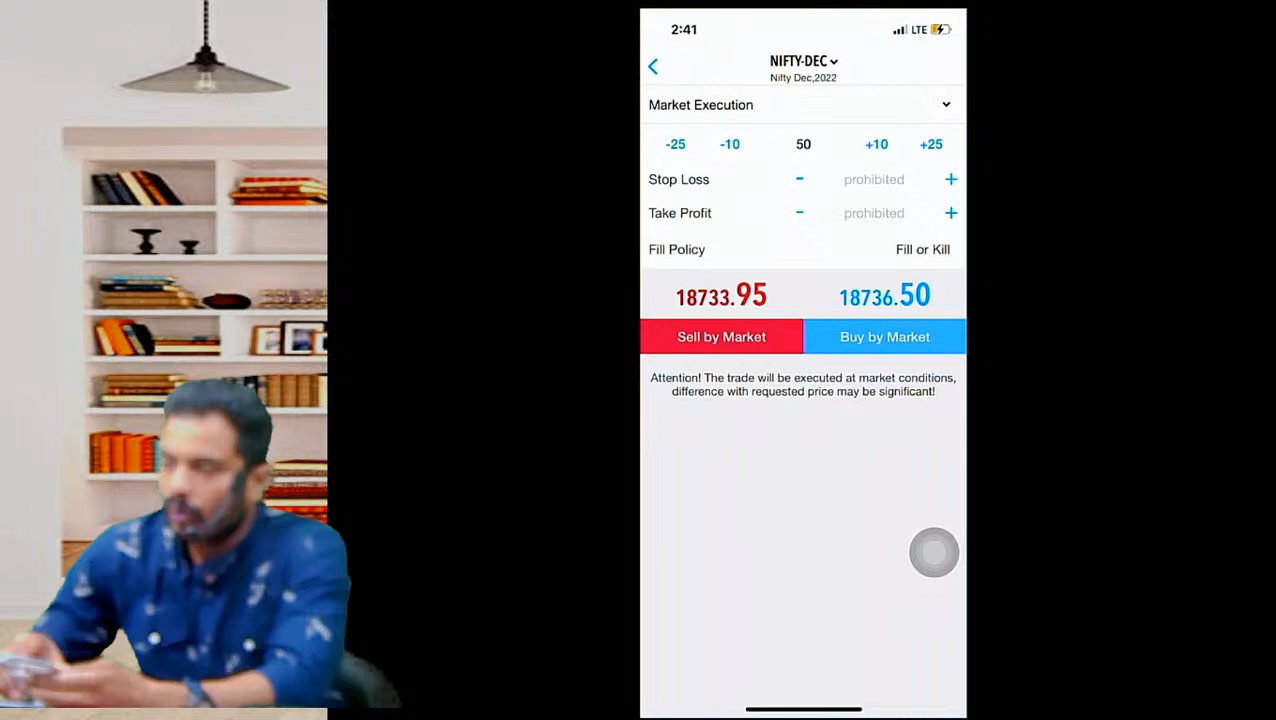 2:41
LTE
NIFTY-DEC
Nifty Dec,2022
Market Execution
-25 -10 50 +10 +25
Stop Loss - prohibited +
Take Profit - prohibited +
Fill Policy Fill or Kill
18733.95 18736.50
Sell by Market Buy by Market
Attention! The trade will be executed at market conditions,
difference with requested price may be significant!